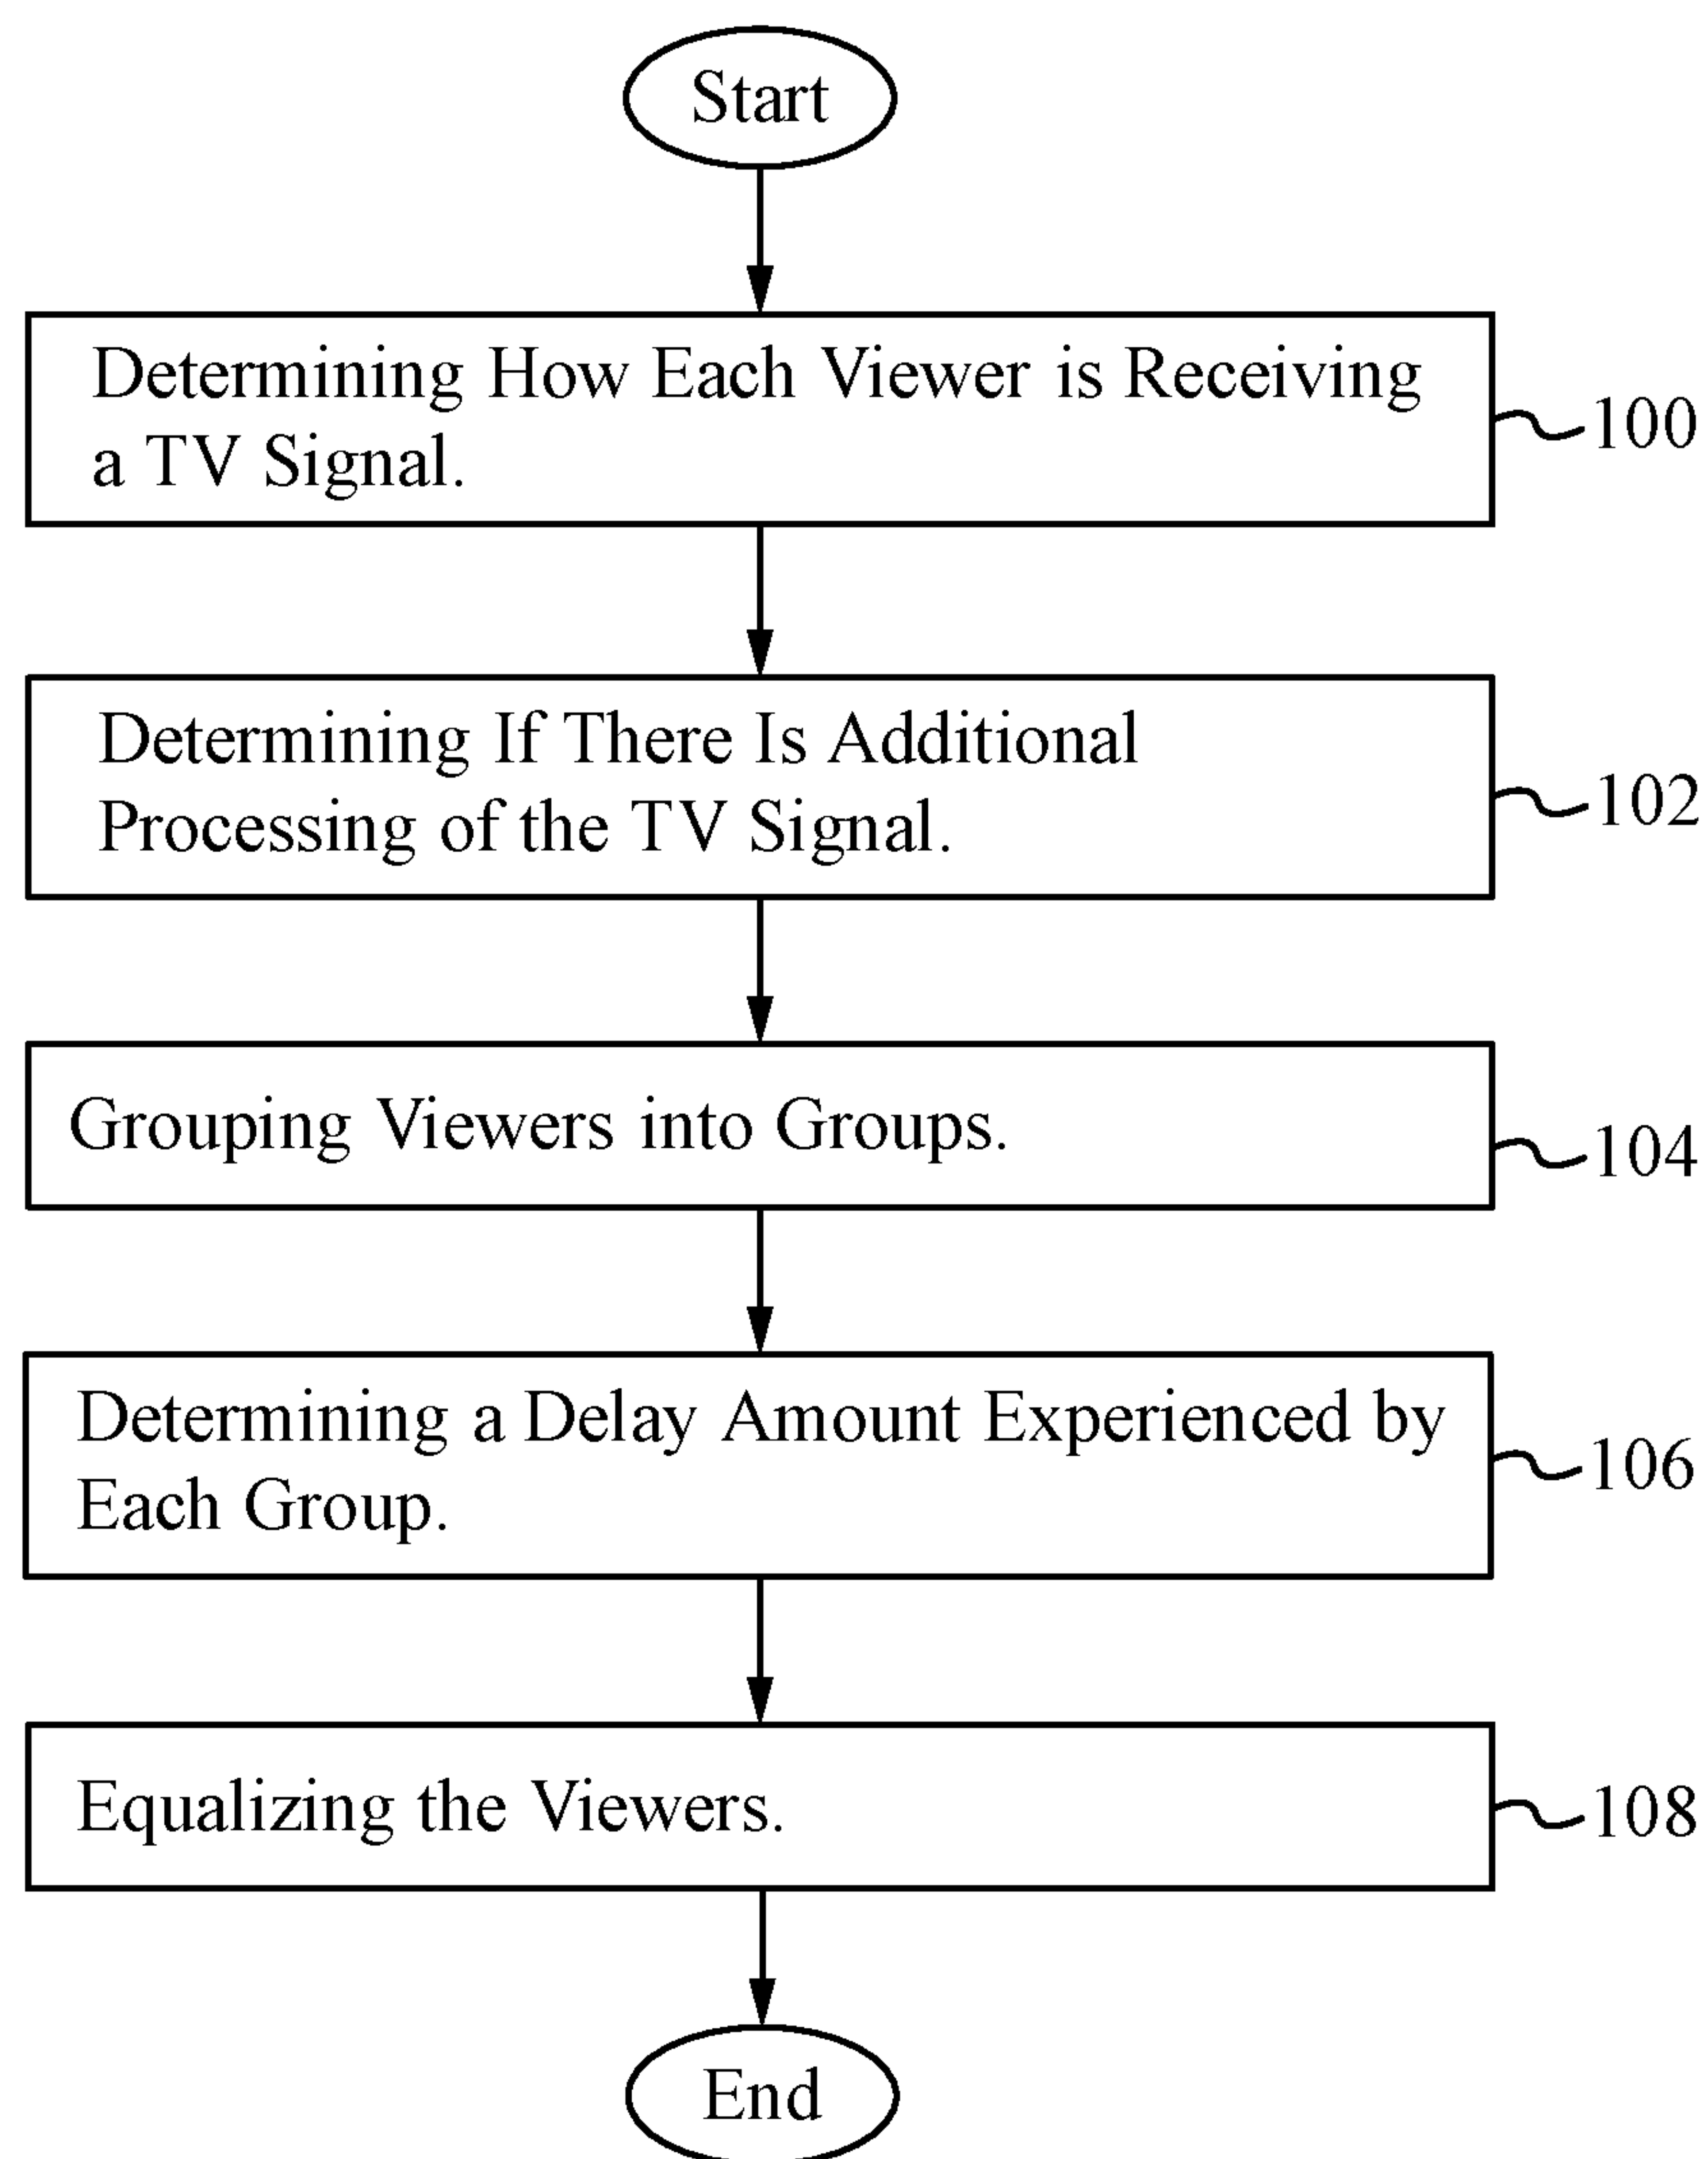 Start
Determining How Each Viewer is Receiving
a TV Signal.
100
Determining If There Is Additional
Processing of the TV Signal.
102
Grouping Viewers into Groups.
104
Determining a Delay Amount Experienced by
Each Group.
106
Equalizing the Viewers.
108
End